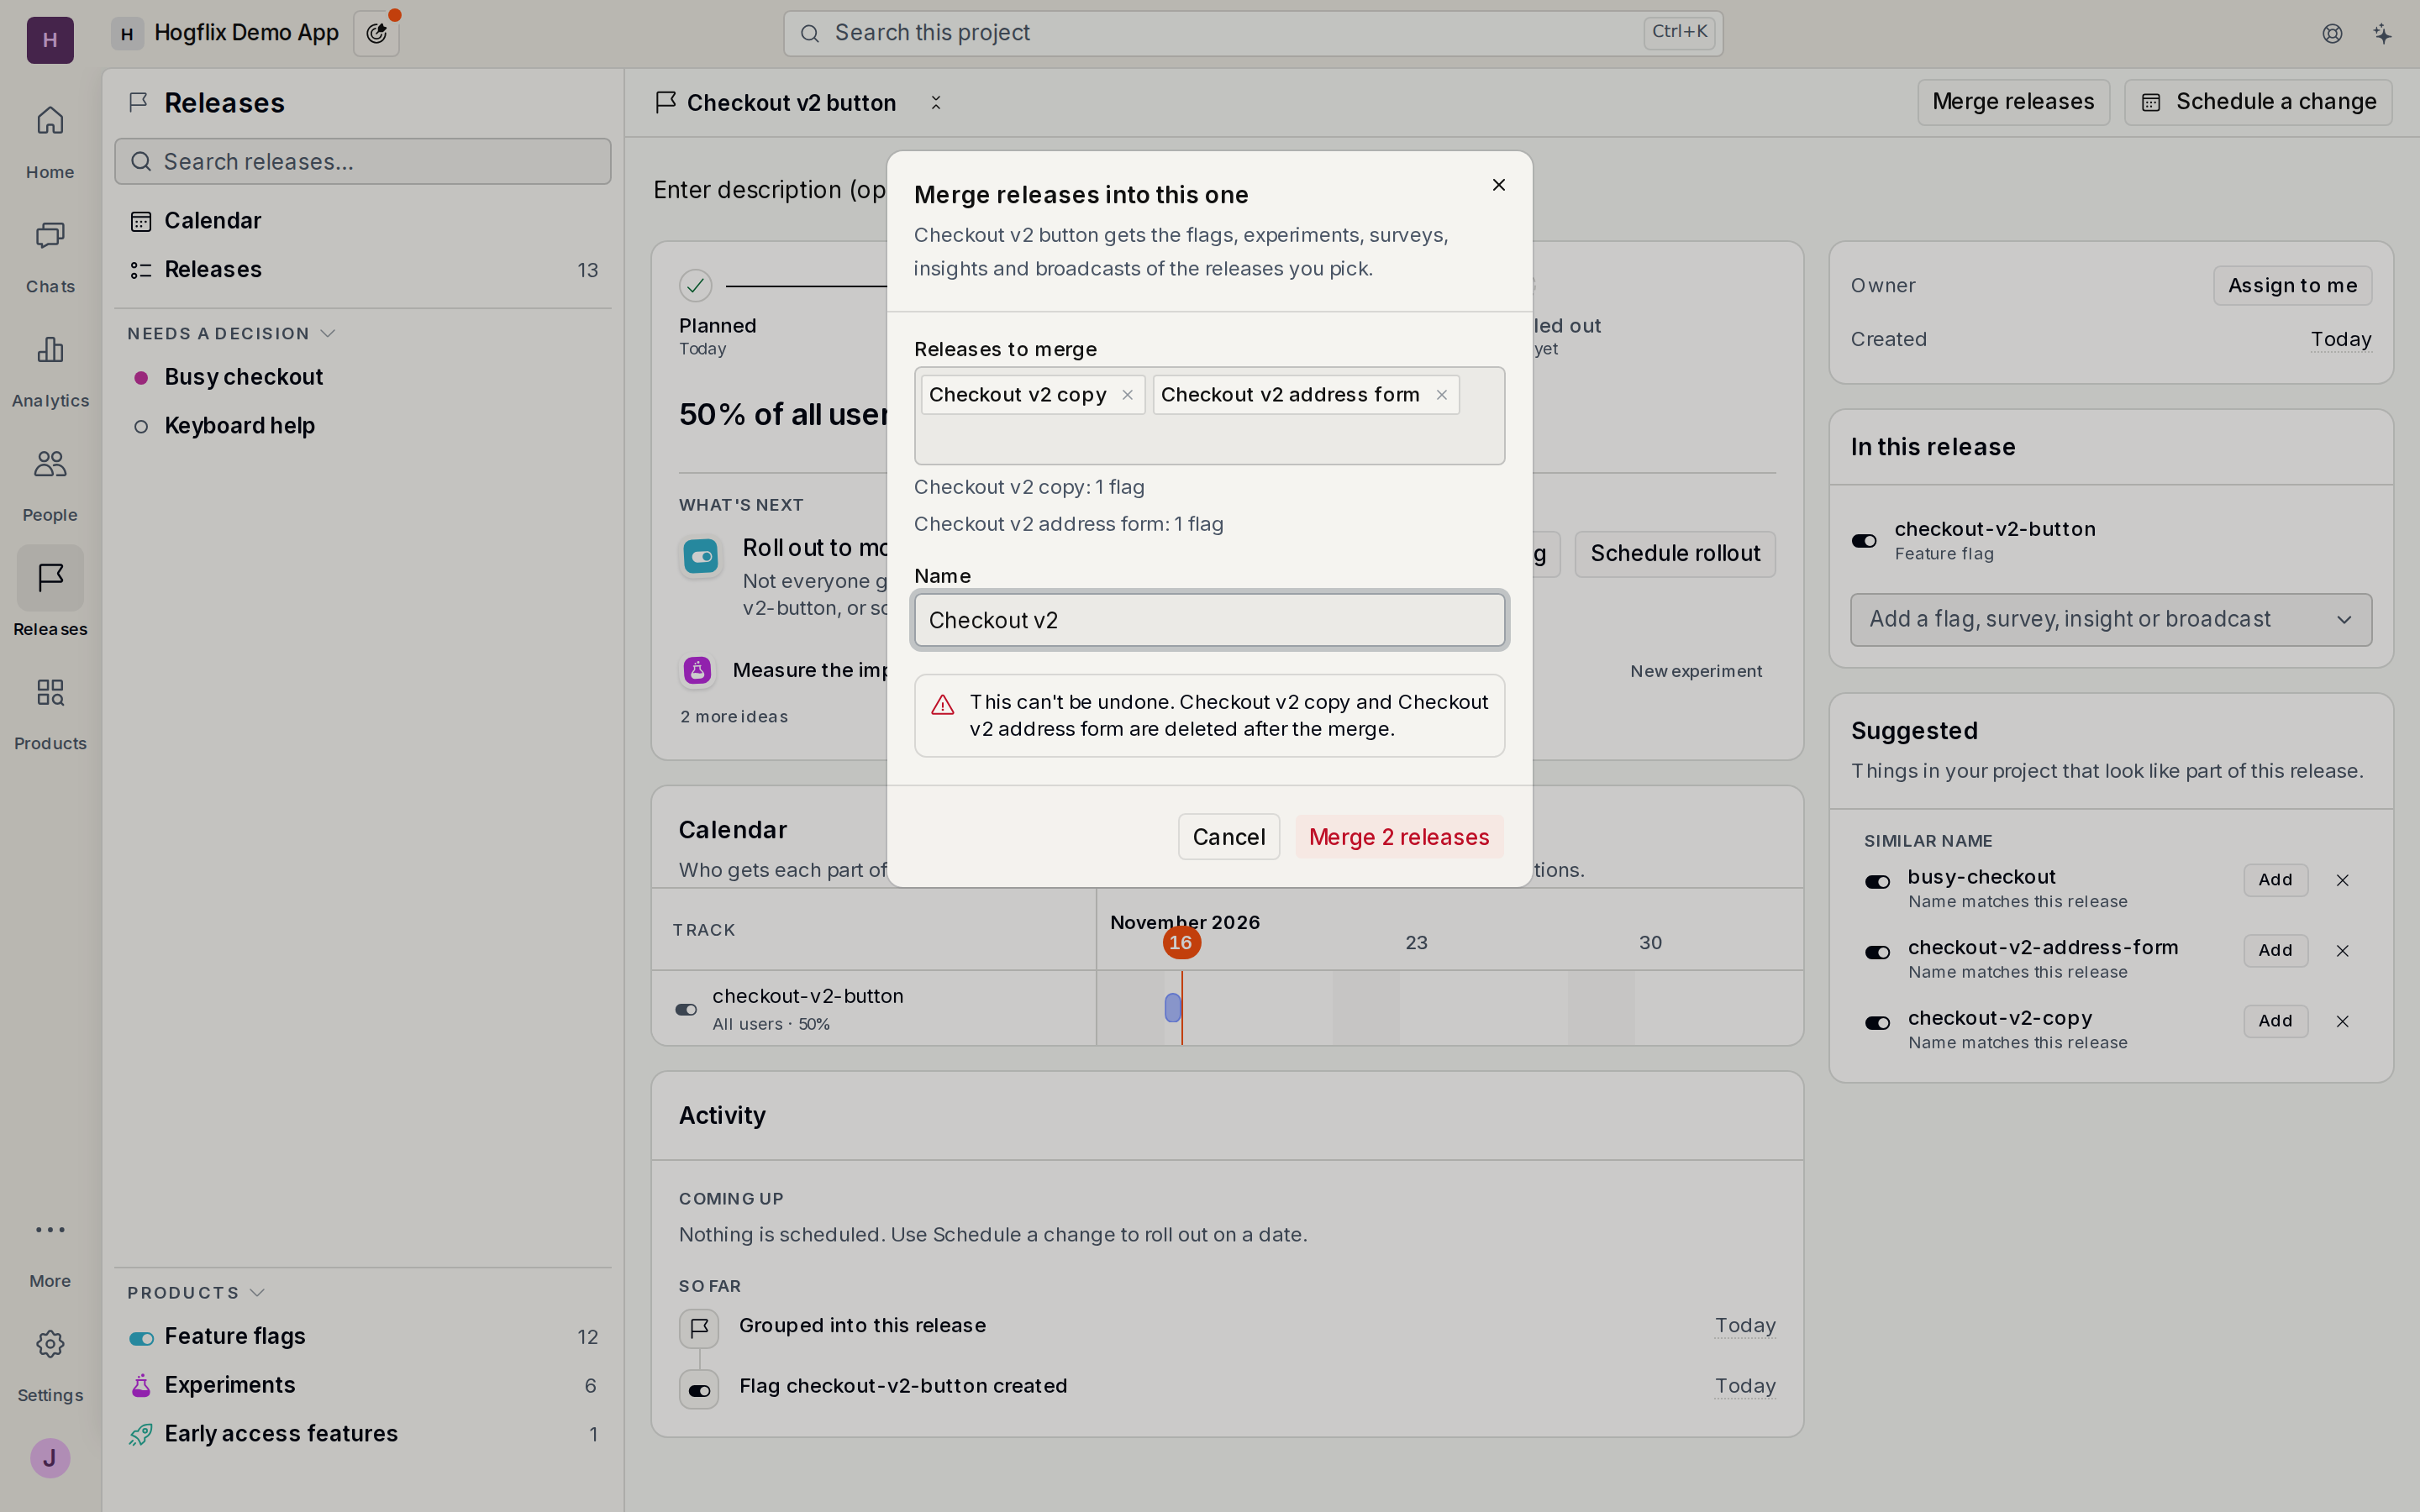 H
H
Hogflix Demo App
Search this project
Ctrl+K
Home
Chats
Analytics
People
Releases
Products
More
Settings
J
Releases
Search releases...
Calendar
Releases
13
NEEDS A DECISION
Busy checkout
Keyboard help
PRODUCTS
Feature flags
12
Experiments
6
Early access features
1
Checkout v2 button
Merge releases
Schedule a change
Enter description (op
Planned
Today
led out
yet
50% of all user
WHAT'S NEXT
Roll out to mo
Not everyone g
v2-button, or sc
g
Schedule rollout
Measure the imp
New experiment
2 more ideas
Merge releases into this one
Checkout v2 button gets the flags, experiments, surveys,
insights and broadcasts of the releases you pick.
Releases to merge
Checkout v2 copy
Checkout v2 address form
Checkout v2 copy: 1 flag
Checkout v2 address form: 1 flag
Name
Checkout v2
This can't be undone. Checkout v2 copy and Checkout
v2 address form are deleted after the merge.
Cancel
Merge 2 releases
Calendar
Who gets each part of
tions.
TRACK
November 2026
16
23
30
checkout-v2-button
All users · 50%
Activity
COMING UP
Nothing is scheduled. Use Schedule a change to roll out on a date.
SO FAR
Grouped into this release
Today
Flag checkout-v2-button created
Today
Owner
Assign to me
Created
Today
In this release
checkout-v2-button
Feature flag
Add a flag, survey, insight or broadcast
Suggested
Things in your project that look like part of this release.
SIMILAR NAME
busy-checkout
Name matches this release
Add
checkout-v2-address-form
Name matches this release
Add
checkout-v2-copy
Name matches this release
Add